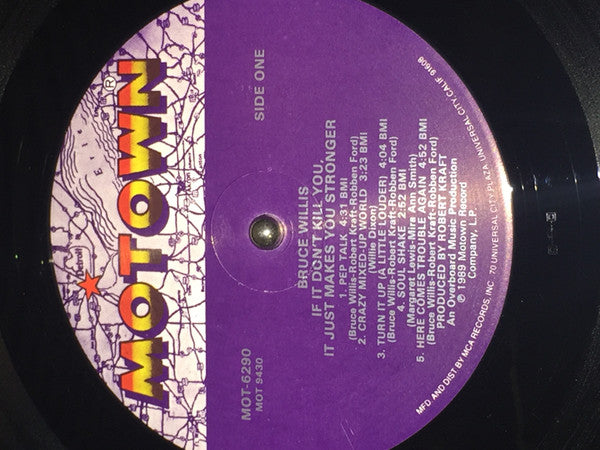 MOTOWN®
Detroit
MOT-6290
MOT 9430
SIDE ONE
BRUCE WILLIS
IF IT DON'T KILL YOU,
IT JUST MAKES YOU STRONGER
1. PEP TALK 4:31 BMI
(Bruce Willis-Robert Kraft-Robben Ford)
2. CRAZY MIXED-UP WORLD 3:23 BMI
(Willie Dixon)
3. TURN IT UP (A LITTLE LOUDER) 4:04 BMI
(Bruce Willis-Robert Kraft-Robben Ford)
4. SOUL SHAKE 2:52 BMI
(Margaret Lewis-Mira Ann Smith)
5. HERE COMES TROUBLE AGAIN 4:52 BMI
(Bruce Willis-Robert Kraft-Robben Ford)
PRODUCED BY ROBERT KRAFT
An Overboard Music Production
℗ 1989 Motown Record
Company, L.P.
MFD. AND DIST BY MCA RECORDS, INC. 70 UNIVERSAL CITY PLAZA, UNIVERSAL CITY, CALIF. 91608